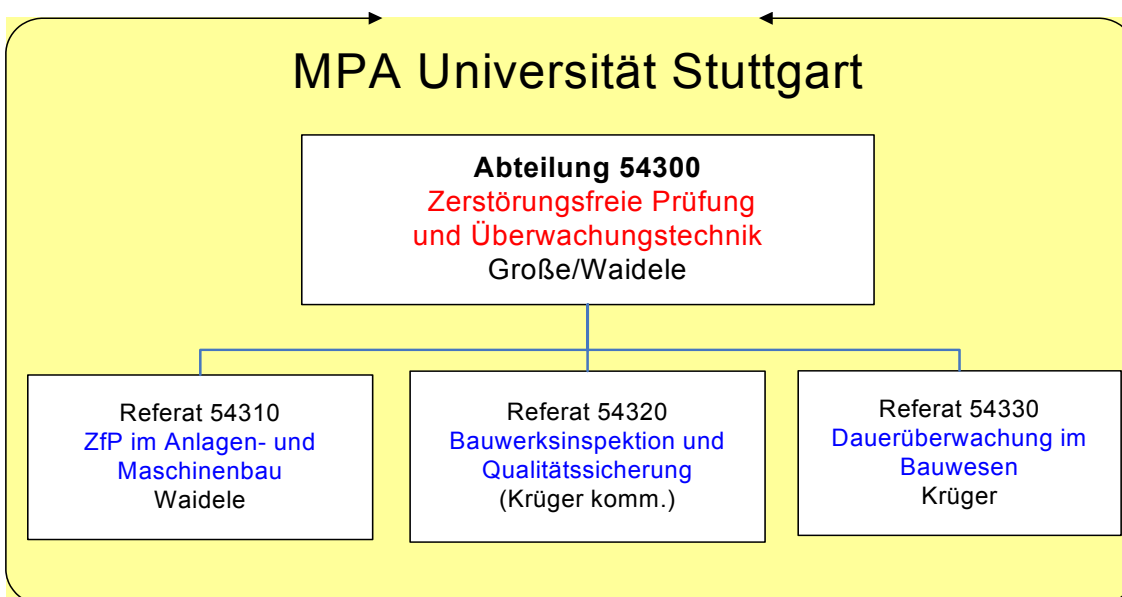 MPA Universität Stuttgart
Abteilung 54300
Zerstörungsfreie Prüfung
und Überwachungstechnik
Große/Waidele
Referat 54310
ZfP im Anlagen- und
Maschinenbau
Waidele
Referat 54320
Bauwerksinspektion und
Qualitätssicherung
(Krüger komm.)
Referat 54330
Dauerüberwachung im
Bauwesen
Krüger